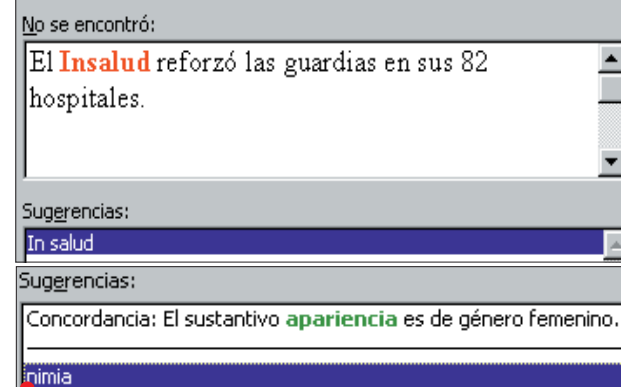 No se encontró:
El Insalud reforzó las guardias en sus 82
hospitales.
Sugerencias:
In salud
Sugerencias:
Concordancia: El sustantivo apariencia es de género femenino.
nimia